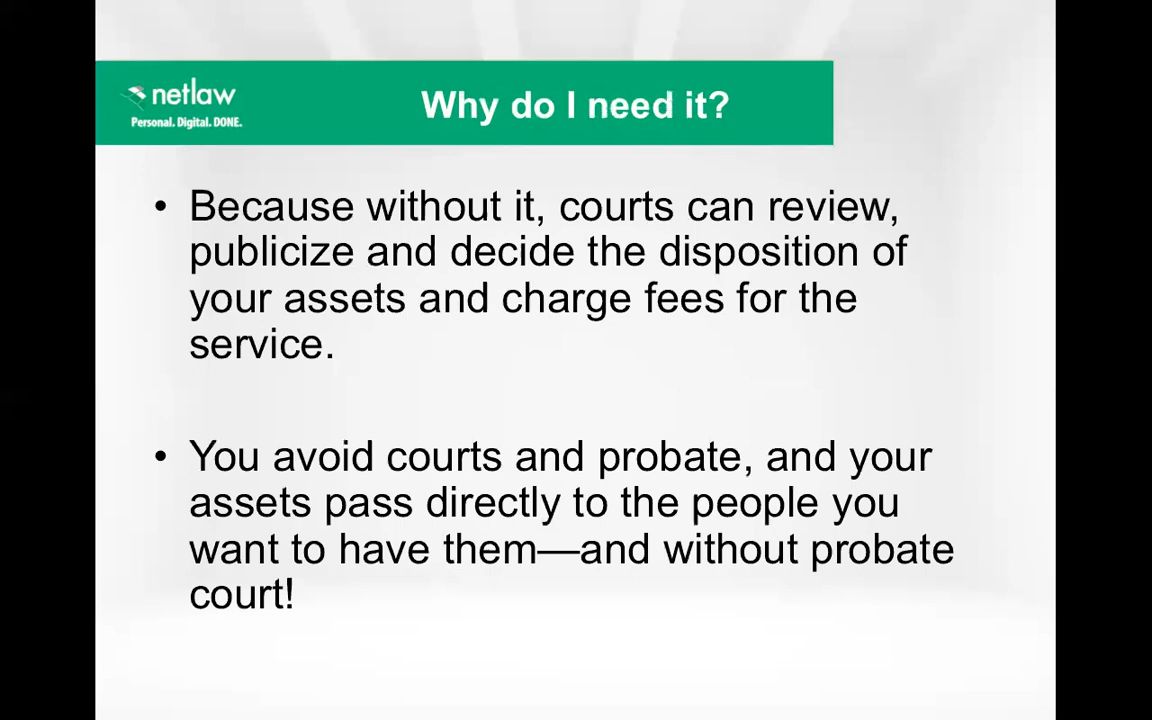 netlaw
Personal. Digital. DONE.
Why do I need it?
• Because without it, courts can review,
publicize and decide the disposition of
your assets and charge fees for the
service.
• You avoid courts and probate, and your
assets pass directly to the people you
want to have them—and without probate
court!